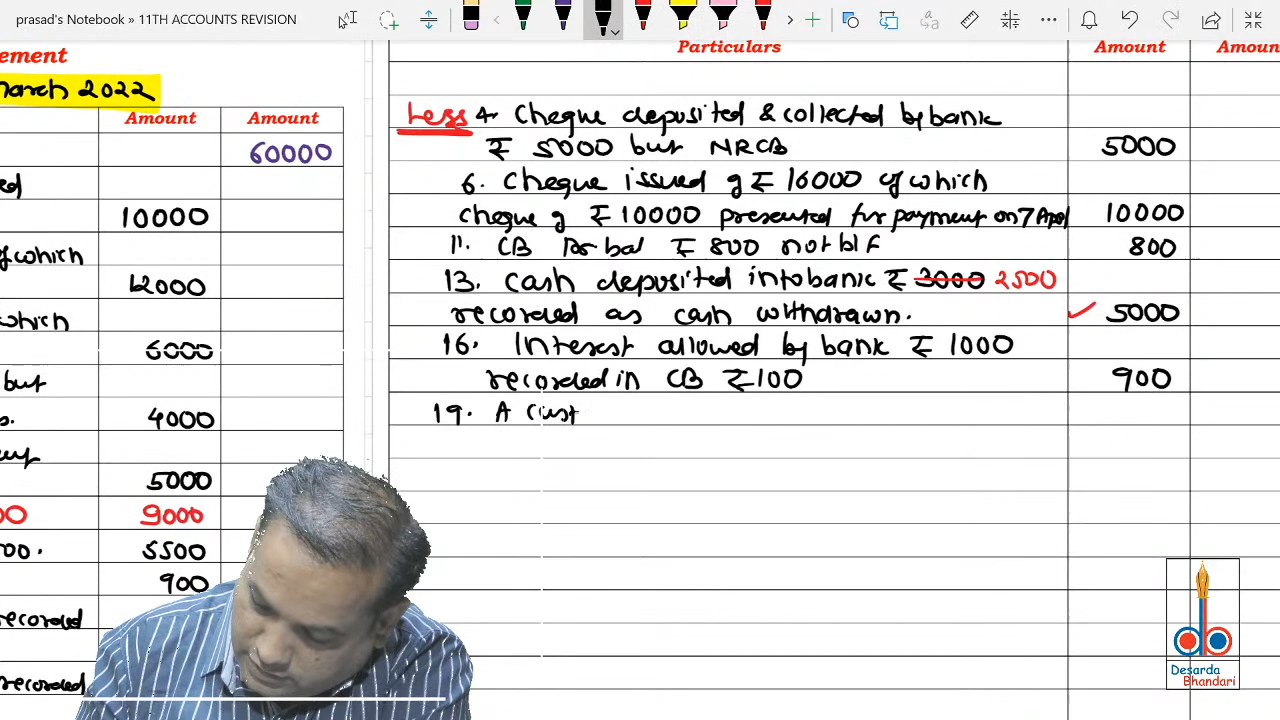 prasad's Notebook » 11TH ACCOUNTS REVISION
ement
March 2022
Amount Amount
60000
ed
10000
of which
12000
which
6000
but
s.
4000
5000
00 9000
00. 5500
900
recorded
recorded
Particulars Amount Amoun
Less 4. Cheque deposited & collected by bank
₹ 5000 but NRCB 5000
6. Cheque issued of ₹ 16000 of which
cheque of ₹ 10000 presented for payment on 7 April 10000
11. CB Dr bal ₹ 800 not b/f 800
13. Cash deposited into bank ₹ 3000 2500
recorded as cash withdrawn. 5000
16. Interest allowed by bank ₹ 1000
recorded in CB ₹100 900
19. A Cust
Desarda
Bhandari